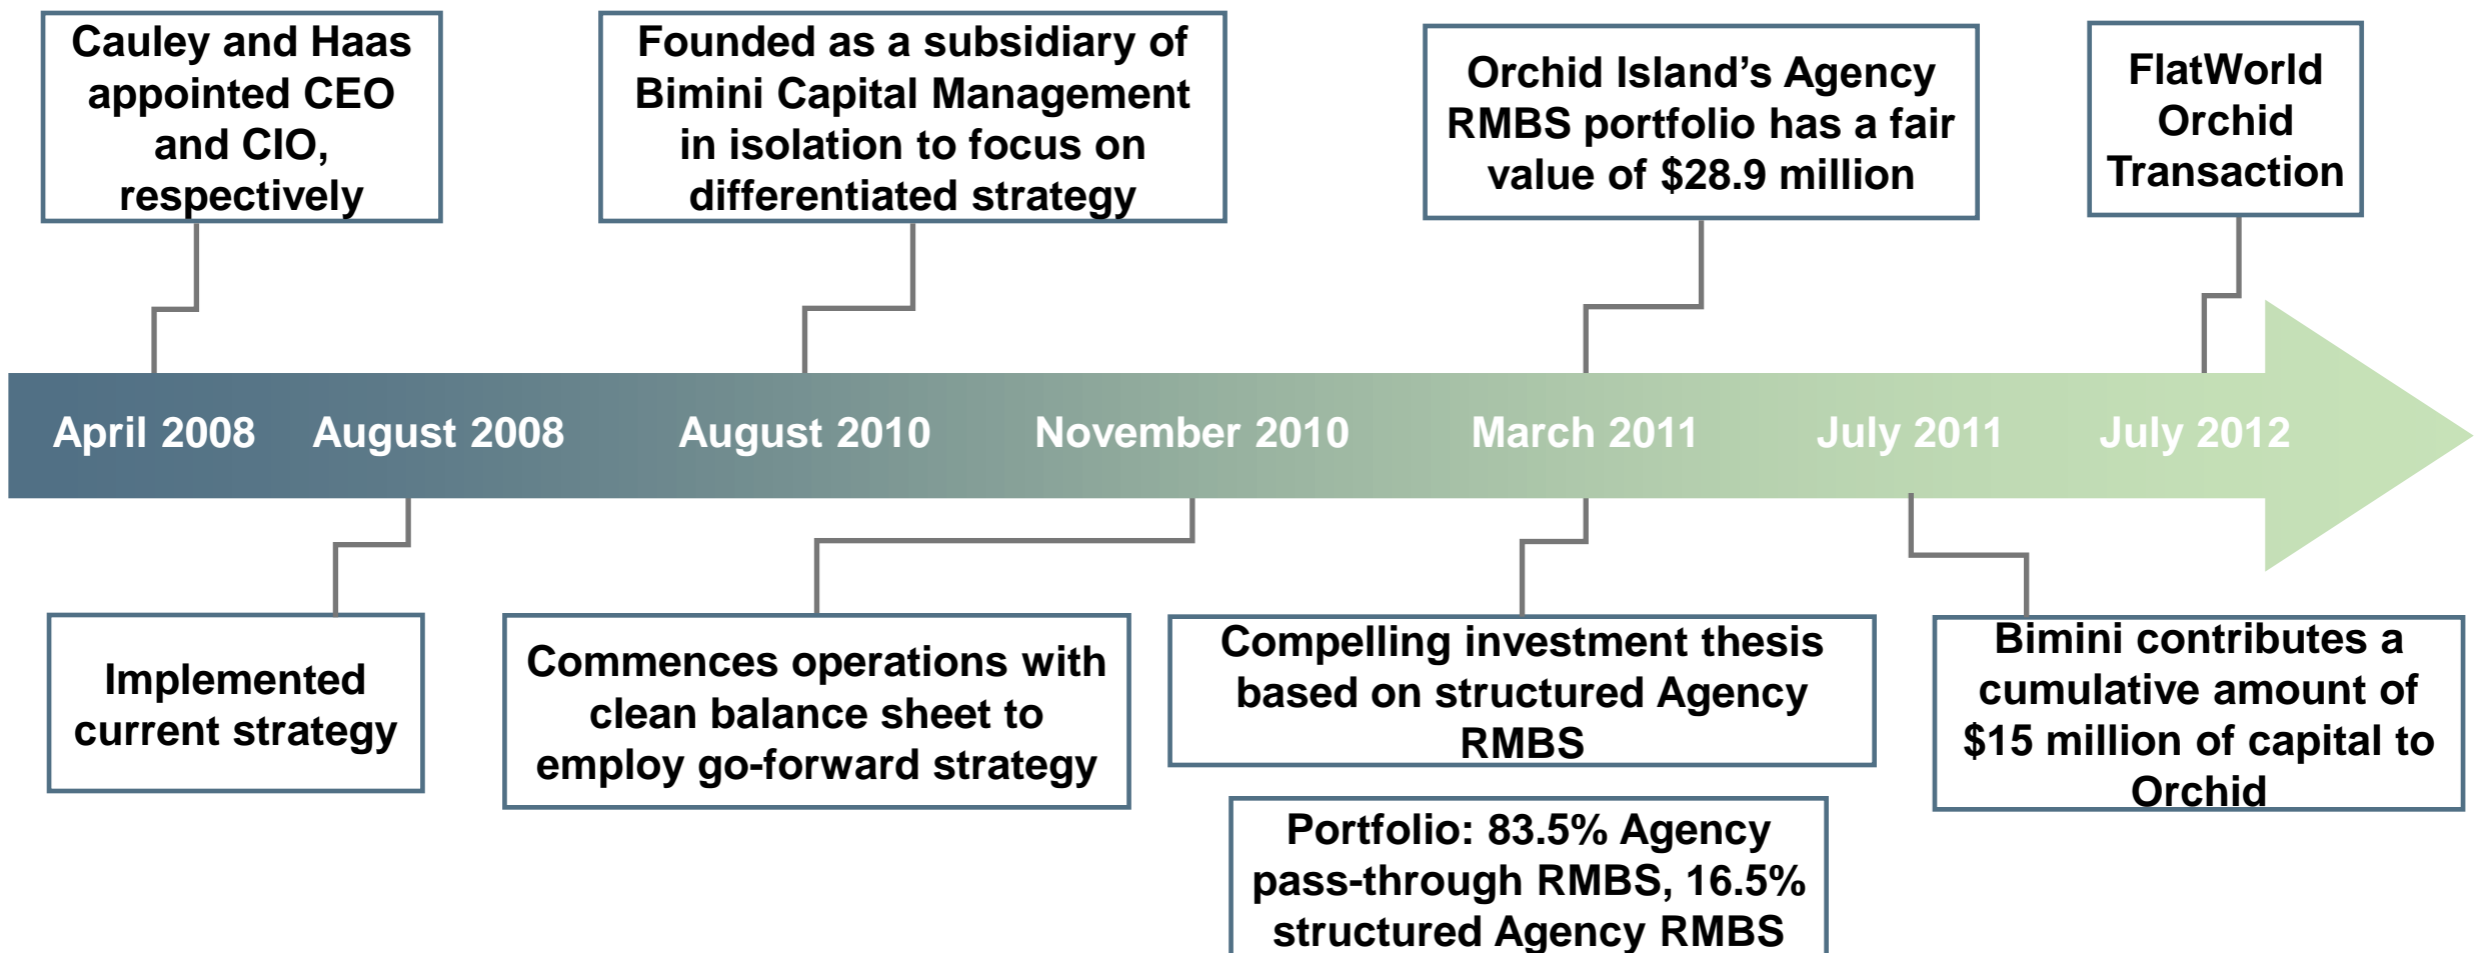 Cauley and Haas
appointed CEO
and CIO,
respectively
Founded as a subsidiary of
Bimini Capital Management
in isolation to focus on
differentiated strategy
Orchid Island’s Agency
RMBS portfolio has a fair
value of $28.9 million
FlatWorld
Orchid
Transaction
April 2008
August 2008
August 2010
November 2010
March 2011
July 2011
July 2012
Implemented
current strategy
Commences operations with
clean balance sheet to
employ go-forward strategy
Compelling investment thesis
based on structured Agency
RMBS
Portfolio: 83.5% Agency
pass-through RMBS, 16.5%
structured Agency RMBS
Bimini contributes a
cumulative amount of
$15 million of capital to
Orchid